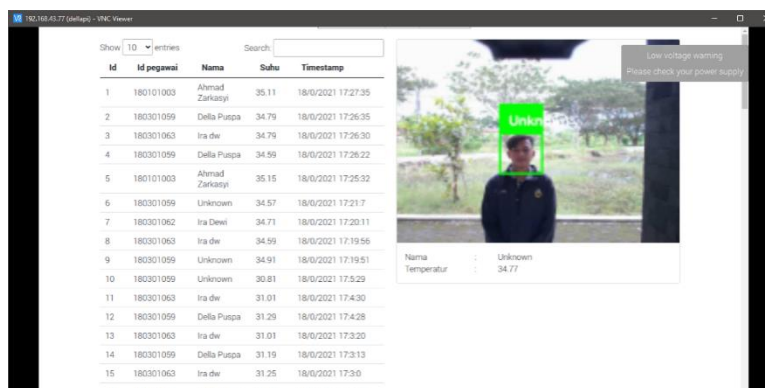 192.168.43.77 (dellapi) - VNC Viewer
Show 10 entries Search:
Id Id pegawai Nama Suhu Timestamp
1 180101003 Ahmad Zarkasyi 35.11 18/0/2021 17:27:35
2 180301059 Della Puspa 34.79 18/0/2021 17:26:35
3 180301063 Ira dw 34.79 18/0/2021 17:26:30
4 180301059 Della Puspa 34.59 18/0/2021 17:26:22
5 180101003 Ahmad Zarkasyi 35.15 18/0/2021 17:25:32
6 180301059 Unknown 34.57 18/0/2021 17:21:7
7 180301062 Ira Dewi 34.71 18/0/2021 17:20:11
8 180301063 Ira dw 34.59 18/0/2021 17:19:56
9 180301059 Unknown 34.91 18/0/2021 17:19:51
10 180301059 Unknown 30.81 18/0/2021 17:5:29
11 180301063 Ira dw 31.01 18/0/2021 17:4:30
12 180301059 Della Puspa 31.29 18/0/2021 17:4:28
13 180301063 Ira dw 31.01 18/0/2021 17:3:20
14 180301059 Della Puspa 31.19 18/0/2021 17:3:13
15 180301063 Ira dw 31.25 18/0/2021 17:3:0
Low voltage warning
Please check your power supply
Unkn
Nama : Unknown
Temperatur : 34.77